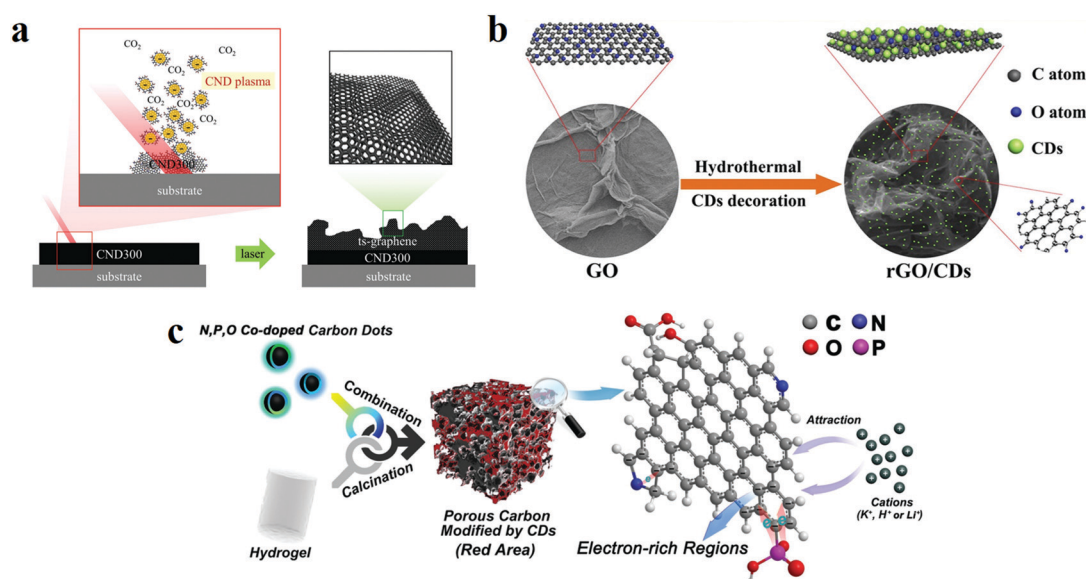 a
CO2
CO2
CO2
CO2
CND plasma
CO2
CO2
CO2
CND300
substrate
CND300
substrate
laser
ts-graphene
CND300
substrate
b
GO
Hydrothermal
CDs decoration
rGO/CDs
C atom
O atom
CDs
c
N,P,O Co-doped Carbon Dots
Combination
Calcination
Hydrogel
Porous Carbon
Modified by CDs
(Red Area)
C N
O P
Attraction
Cations
(K+, H+ or Li+)
Electron-rich Regions